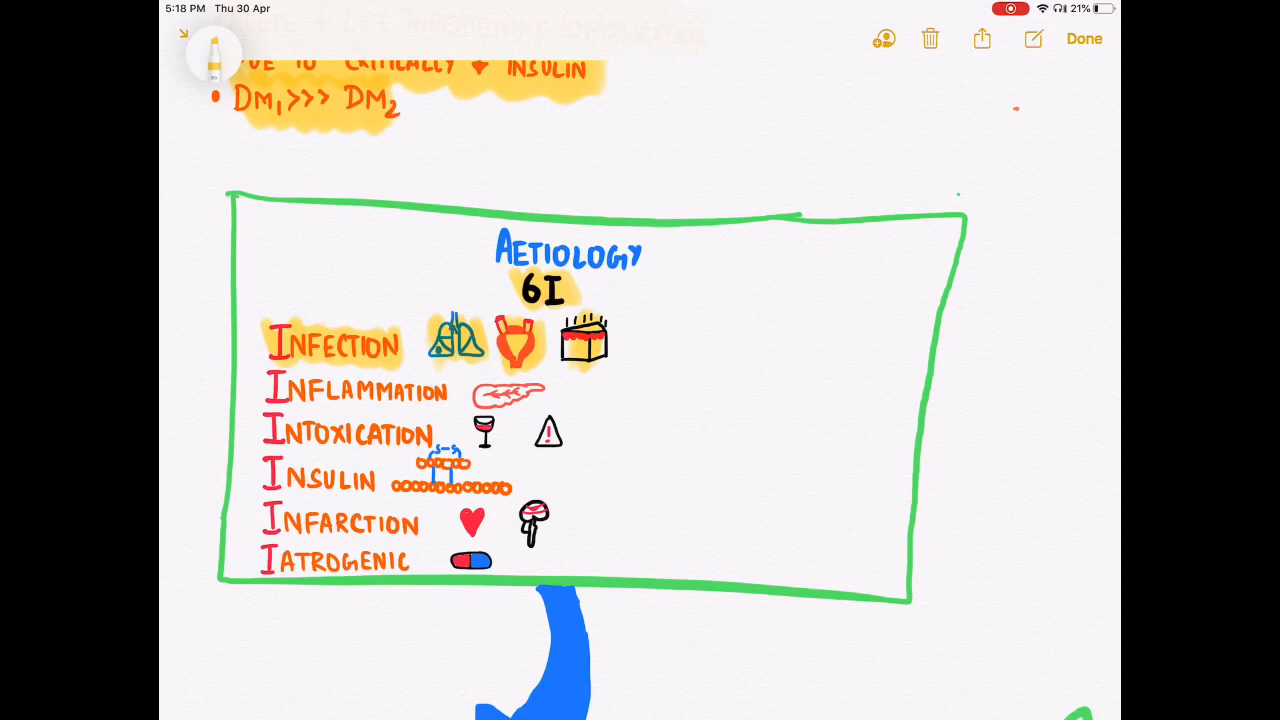 5:18 PM Thu 30 Apr
21%
Done
DUE TO CRITICALLY INSULIN
• DM1>>> DM2
AETIOLOGY
6I
INFECTION
INFLAMMATION
INTOXICATION
S-S
INSULIN
INFARCTION
IATROGENIC